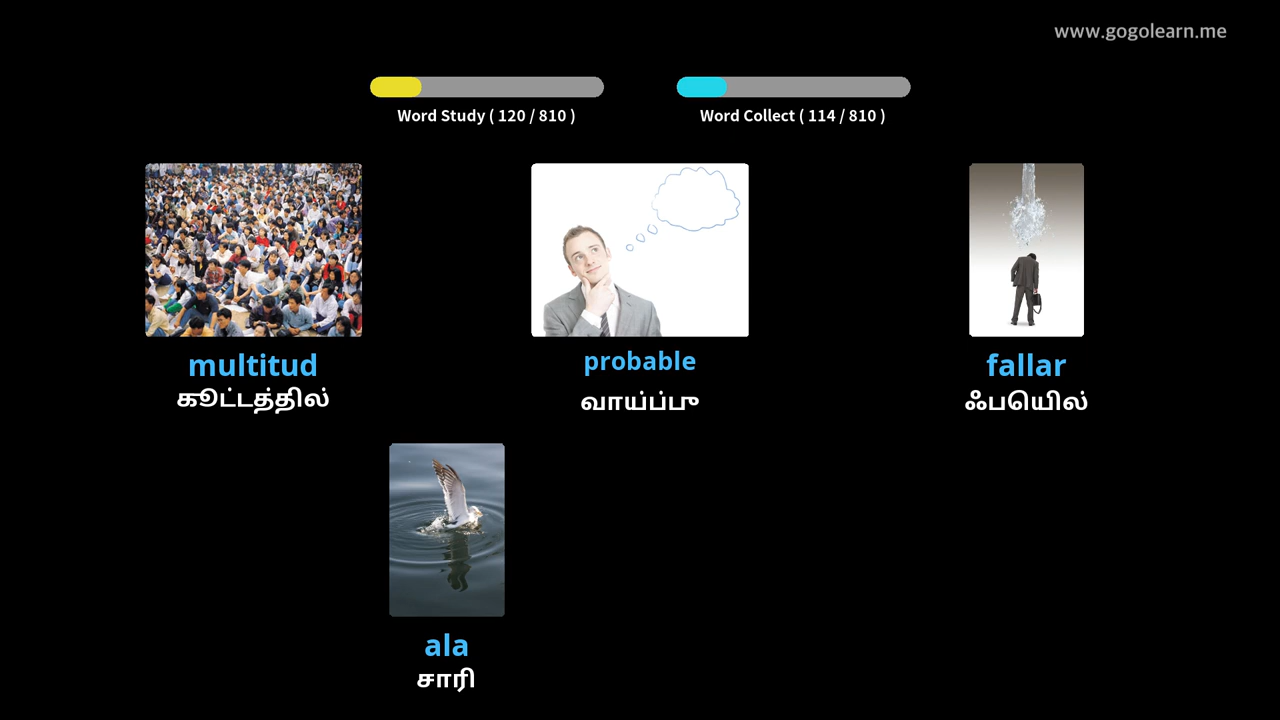 www.gogolearn.me
Word Study ( 120 / 810 )
Word Collect ( 114 / 810 )
multitud
கூட்டத்தில்
probable
வாய்ப்பு
fallar
ஃபயெில்
ala
சாரி